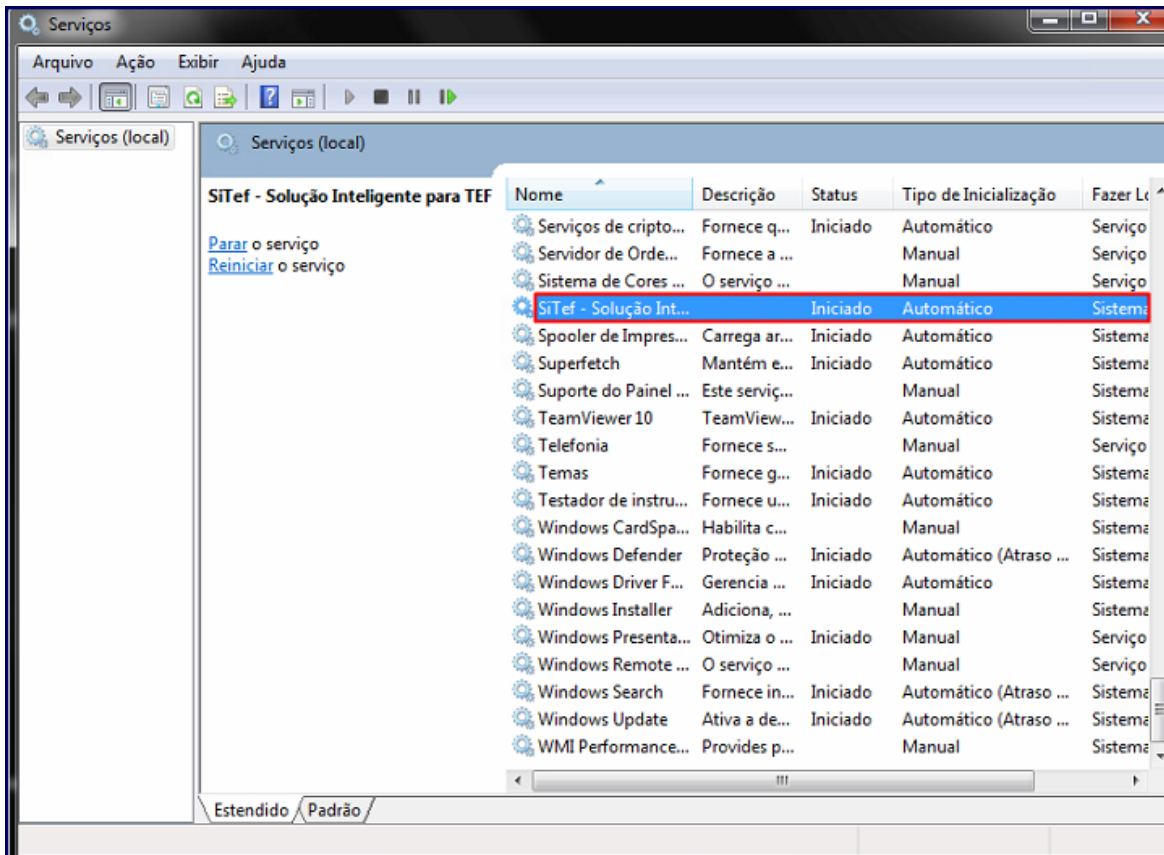 Serviços
Arquivo Ação Exibir Ajuda
Serviços (local)
Serviços (local)
SiTef - Solução Inteligente para TEF
Parar o serviço
Reiniciar o serviço
Nome Descrição Status Tipo de Inicialização Fazer Lo
Serviços de cripto... Fornece q... Iniciado Automático Serviço
Servidor de Orde... Fornece a ... Manual Serviço
Sistema de Cores ... O serviço ... Manual Serviço
SiTef - Solução Int... Iniciado Automático Sistema
Spooler de Impres... Carrega ar... Iniciado Automático Sistema
Superfetch Mantém e... Iniciado Automático Sistema
Suporte do Painel ... Este serviç... Manual Sistema
TeamViewer 10 TeamView... Iniciado Automático Sistema
Telefonia Fornece s... Manual Serviço
Temas Fornece g... Iniciado Automático Sistema
Testador de instru... Fornece u... Iniciado Automático Sistema
Windows CardSpa... Habilita c... Manual Sistema
Windows Defender Proteção ... Iniciado Automático (Atraso ... Sistema
Windows Driver F... Gerencia ... Iniciado Automático Sistema
Windows Installer Adiciona, ... Manual Sistema
Windows Presenta... Otimiza o ... Iniciado Manual Serviço
Windows Remote ... O serviço ... Manual Serviço
Windows Search Fornece in... Iniciado Automático (Atraso ... Sistema
Windows Update Ativa a de... Iniciado Automático (Atraso ... Sistema
WMI Performance... Provides p... Manual Sistema
Estendido Padrão